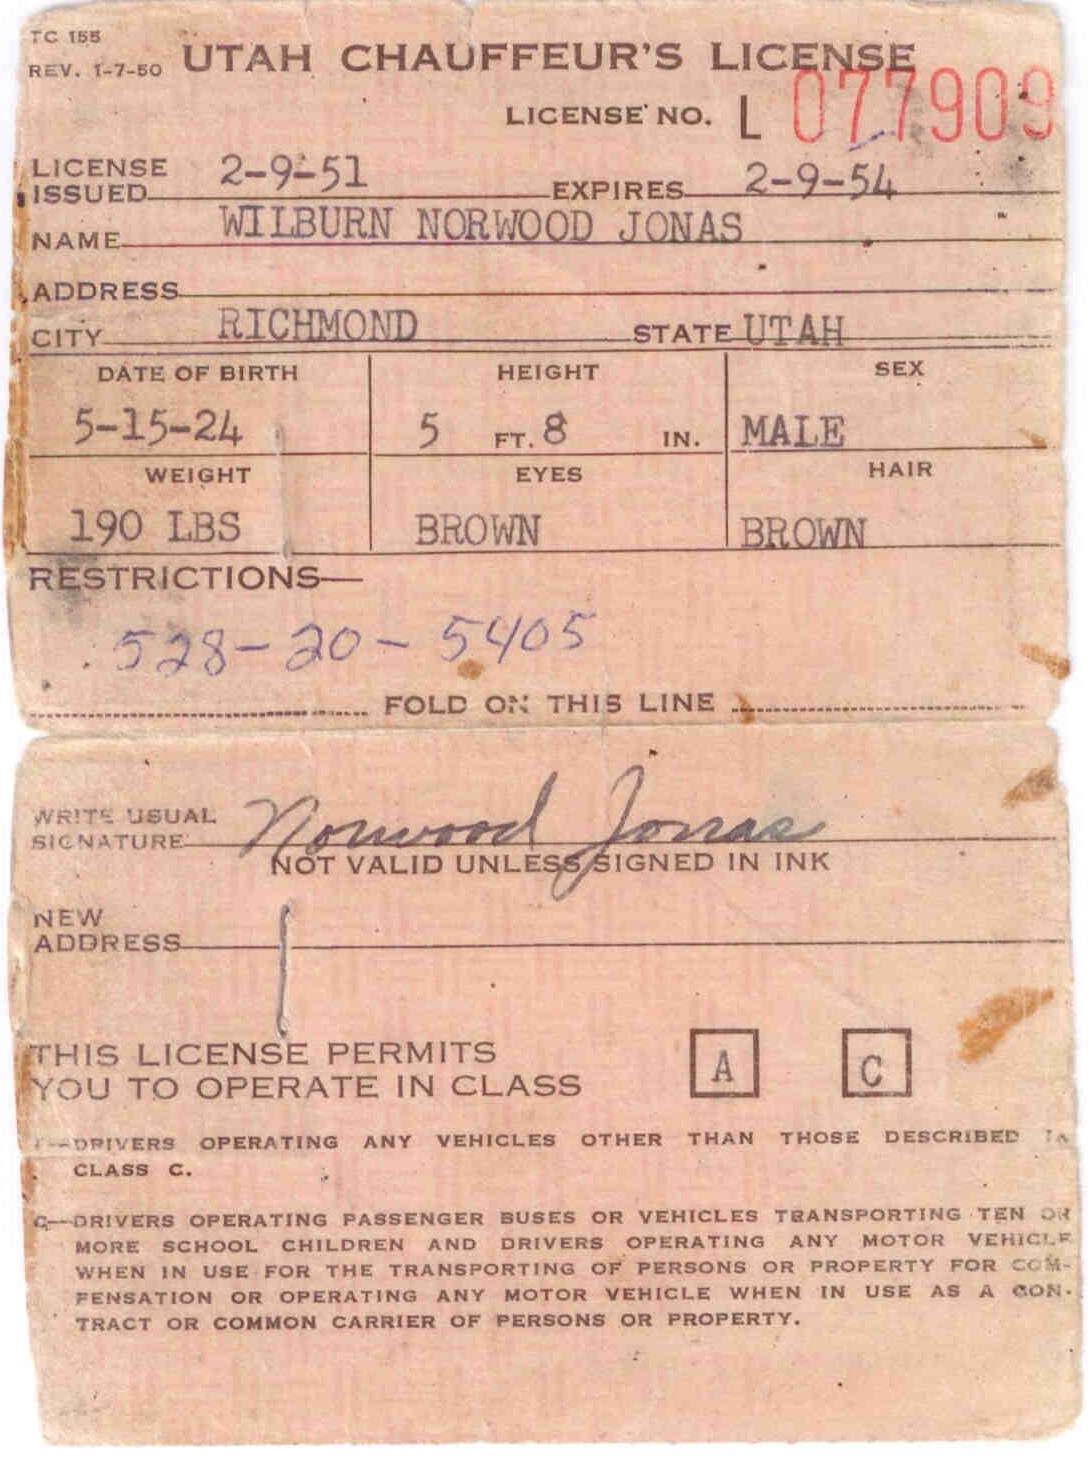 TC 155
REV. 1-7-50 UTAH CHAUFFEUR'S LICENSE
LICENSE NO. L 077909
LICENSE ISSUED 2-9-51 EXPIRES 2-9-54
NAME WILBURN NORWOOD JONAS
ADDRESS
CITY RICHMOND STATE UTAH
DATE OF BIRTH HEIGHT SEX
5-15-24 5 FT. 8 IN. MALE
WEIGHT EYES HAIR
190 LBS BROWN BROWN
RESTRICTIONS—
528-20-5405
FOLD ON THIS LINE
WRITE USUAL
SIGNATURE Norwood Jonas
NOT VALID UNLESS SIGNED IN INK
NEW
ADDRESS
THIS LICENSE PERMITS
YOU TO OPERATE IN CLASS A C
—DRIVERS OPERATING ANY VEHICLES OTHER THAN THOSE DESCRIBED IN
CLASS C.
C—DRIVERS OPERATING PASSENGER BUSES OR VEHICLES TRANSPORTING TEN OR
MORE SCHOOL CHILDREN AND DRIVERS OPERATING ANY MOTOR VEHICLE
WHEN IN USE FOR THE TRANSPORTING OF PERSONS OR PROPERTY FOR COM-
PENSATION OR OPERATING ANY MOTOR VEHICLE WHEN IN USE AS A CON-
TRACT OR COMMON CARRIER OF PERSONS OR PROPERTY.